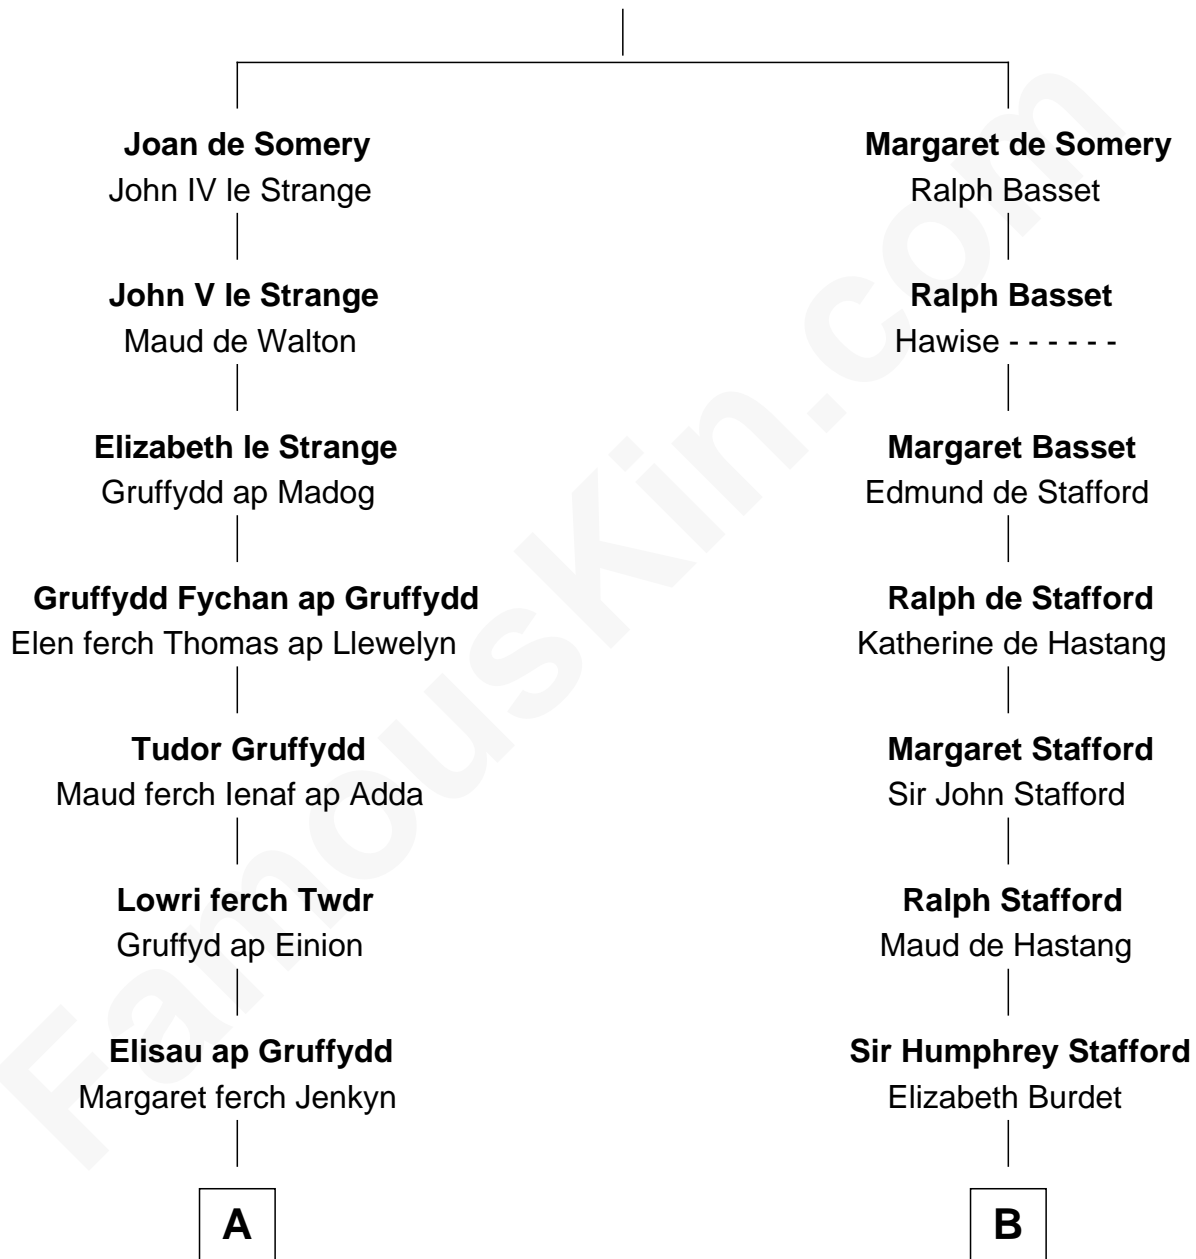 Joan de Somery
John IV le Strange
John V le Strange
Maud de Walton
Elizabeth le Strange
Gruffydd ap Madog
Gruffydd Fychan ap Gruffydd
Elen ferch Thomas ap Llewelyn
Tudor Gruffydd
Maud ferch Ienaf ap Adda
Lowri ferch Twdr
Gruffyd ap Einion
Elisau ap Gruffydd
Margaret ferch Jenkyn
A
Margaret de Somery
Ralph Basset
Ralph Basset
Hawise - - - - - -
Margaret Basset
Edmund de Stafford
Ralph de Stafford
Katherine de Hastang
Margaret Stafford
Sir John Stafford
Ralph Stafford
Maud de Hastang
Sir Humphrey Stafford
Elizabeth Burdet
B
FamousKin.com